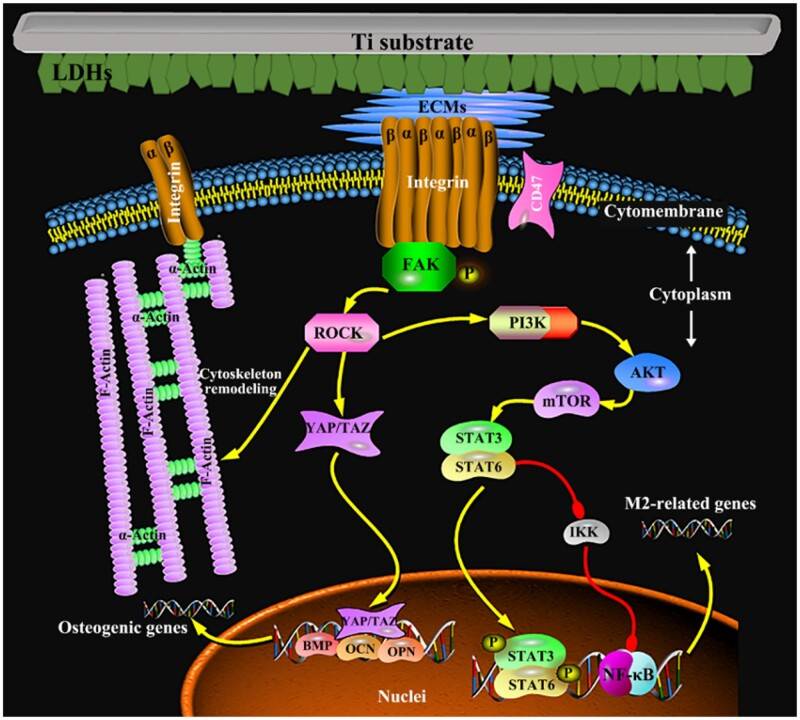 Ti substrate
LDHs
ECMs
β α β α β α β
α β
Integrin
Integrin
CD47
Cytomembrane
FAK
P
α-Actin
Cytoplasm
α-Actin
ROCK
PI3K
F-Actin
Cytoskeleton
remodeling
AKT
F-Actin
mTOR
YAP/TAZ
STAT3
F-Actin
STAT6
M2-related genes
IKK
α-Actin
Osteogenic genes
YAP/TAZ
BMP
OCN
OPN
P
STAT3
P
STAT6
NF-κB
Nuclei